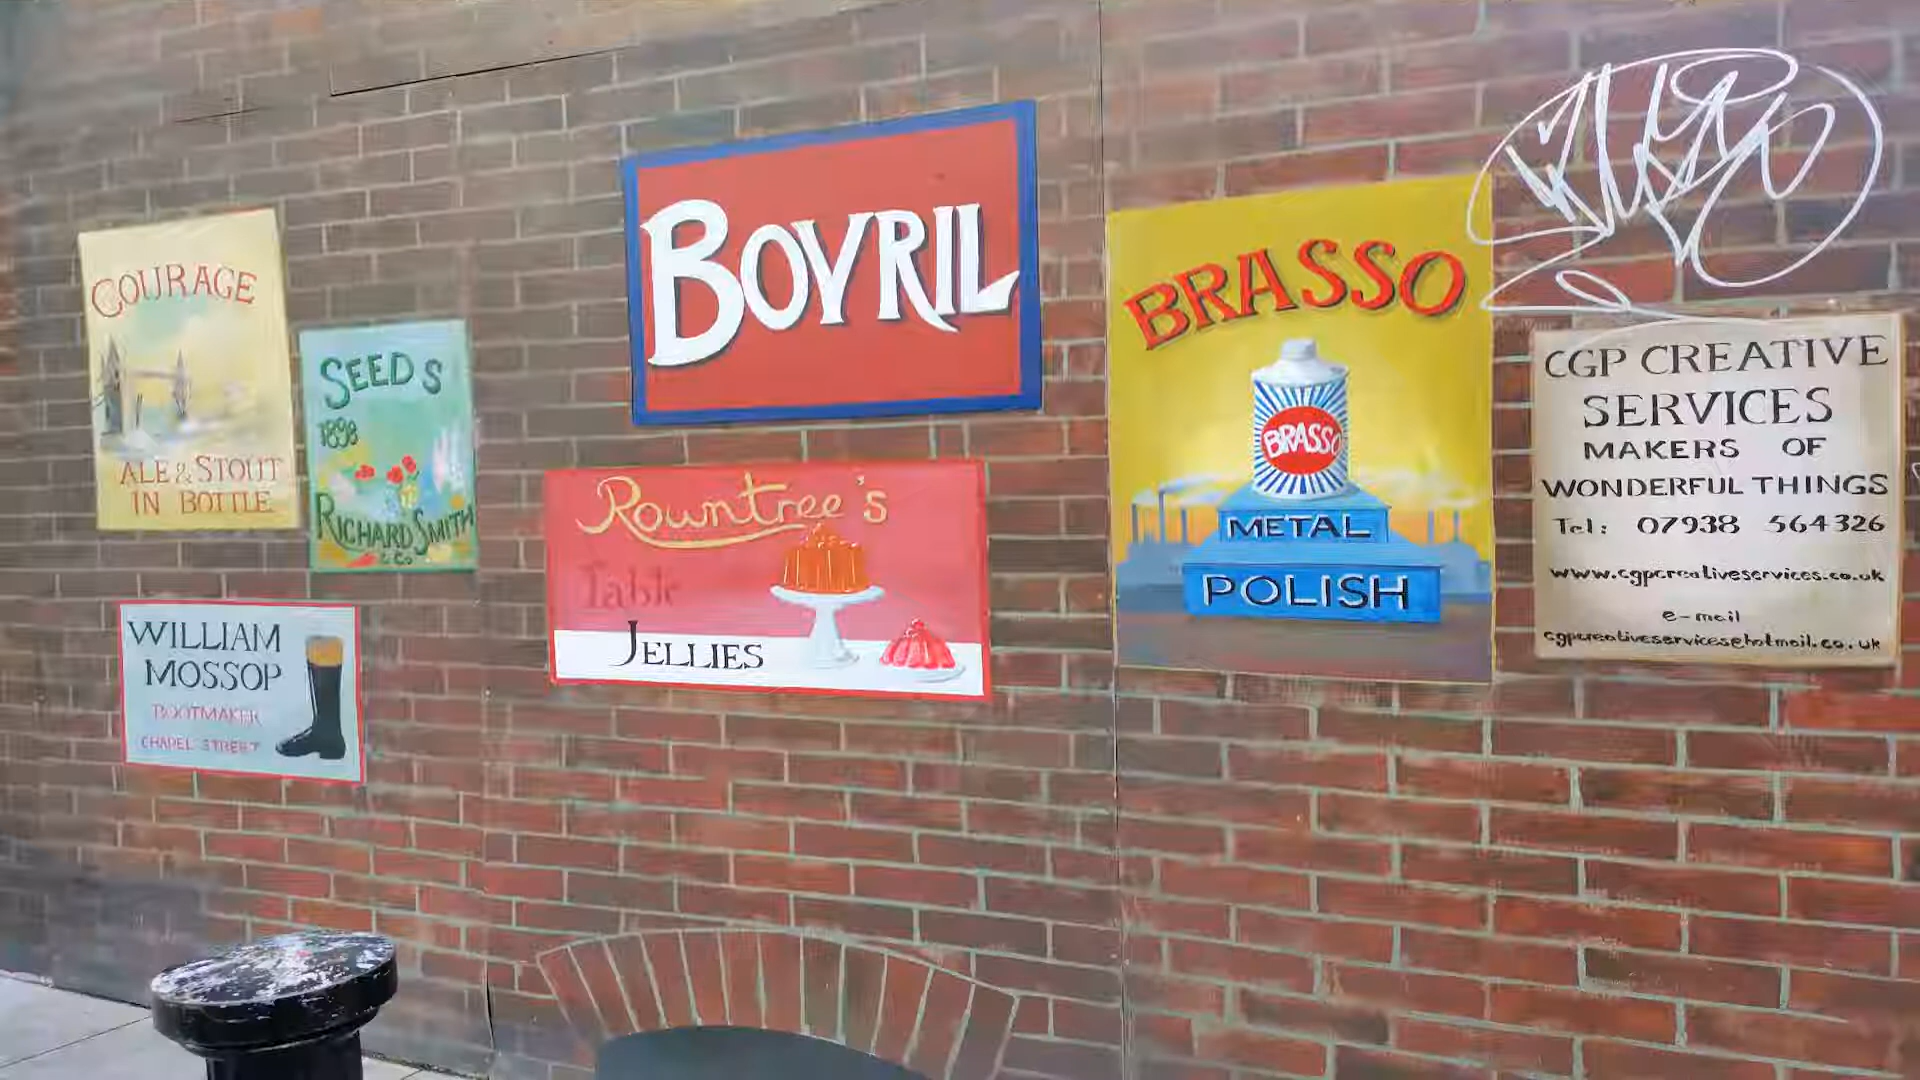 COURAGE
ALE & STOUT
IN BOTTLE
SEEDS
1898
RICHARD SMITH
& Co
WILLIAM
MOSSOP
BOOTMAKER
CHAPEL STREET
BOVRIL
Rowntree's
Table
JELLIES
BRASSO
BRASSO
METAL
POLISH
CGP CREATIVE
SERVICES
MAKERS OF
WONDERFUL THINGS
Tel: 07938 564326
www.cgpcreativeservices.co.uk
e-mail
cgpcreativeservices@hotmail.co.uk